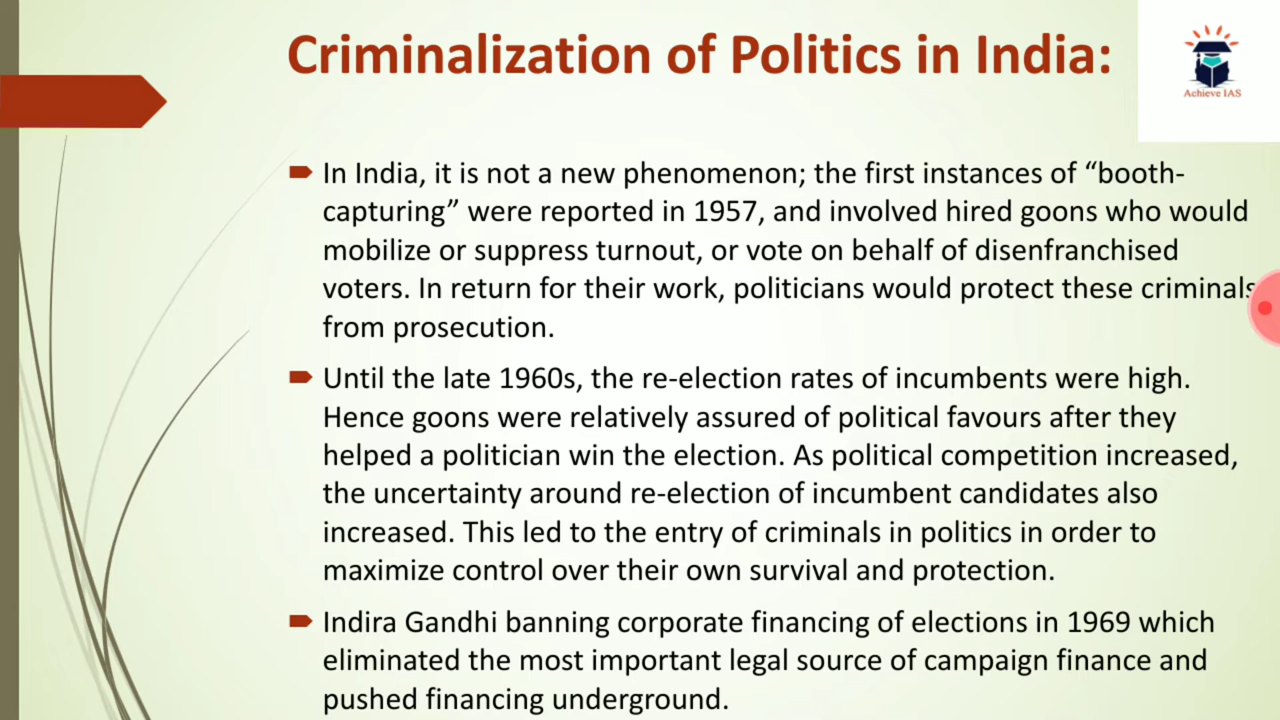 Criminalization of Politics in India:
Achieve IAS
In India, it is not a new phenomenon; the first instances of “booth-
capturing” were reported in 1957, and involved hired goons who would
mobilize or suppress turnout, or vote on behalf of disenfranchised
voters. In return for their work, politicians would protect these criminals
from prosecution.
Until the late 1960s, the re-election rates of incumbents were high.
Hence goons were relatively assured of political favours after they
helped a politician win the election. As political competition increased,
the uncertainty around re-election of incumbent candidates also
increased. This led to the entry of criminals in politics in order to
maximize control over their own survival and protection.
Indira Gandhi banning corporate financing of elections in 1969 which
eliminated the most important legal source of campaign finance and
pushed financing underground.